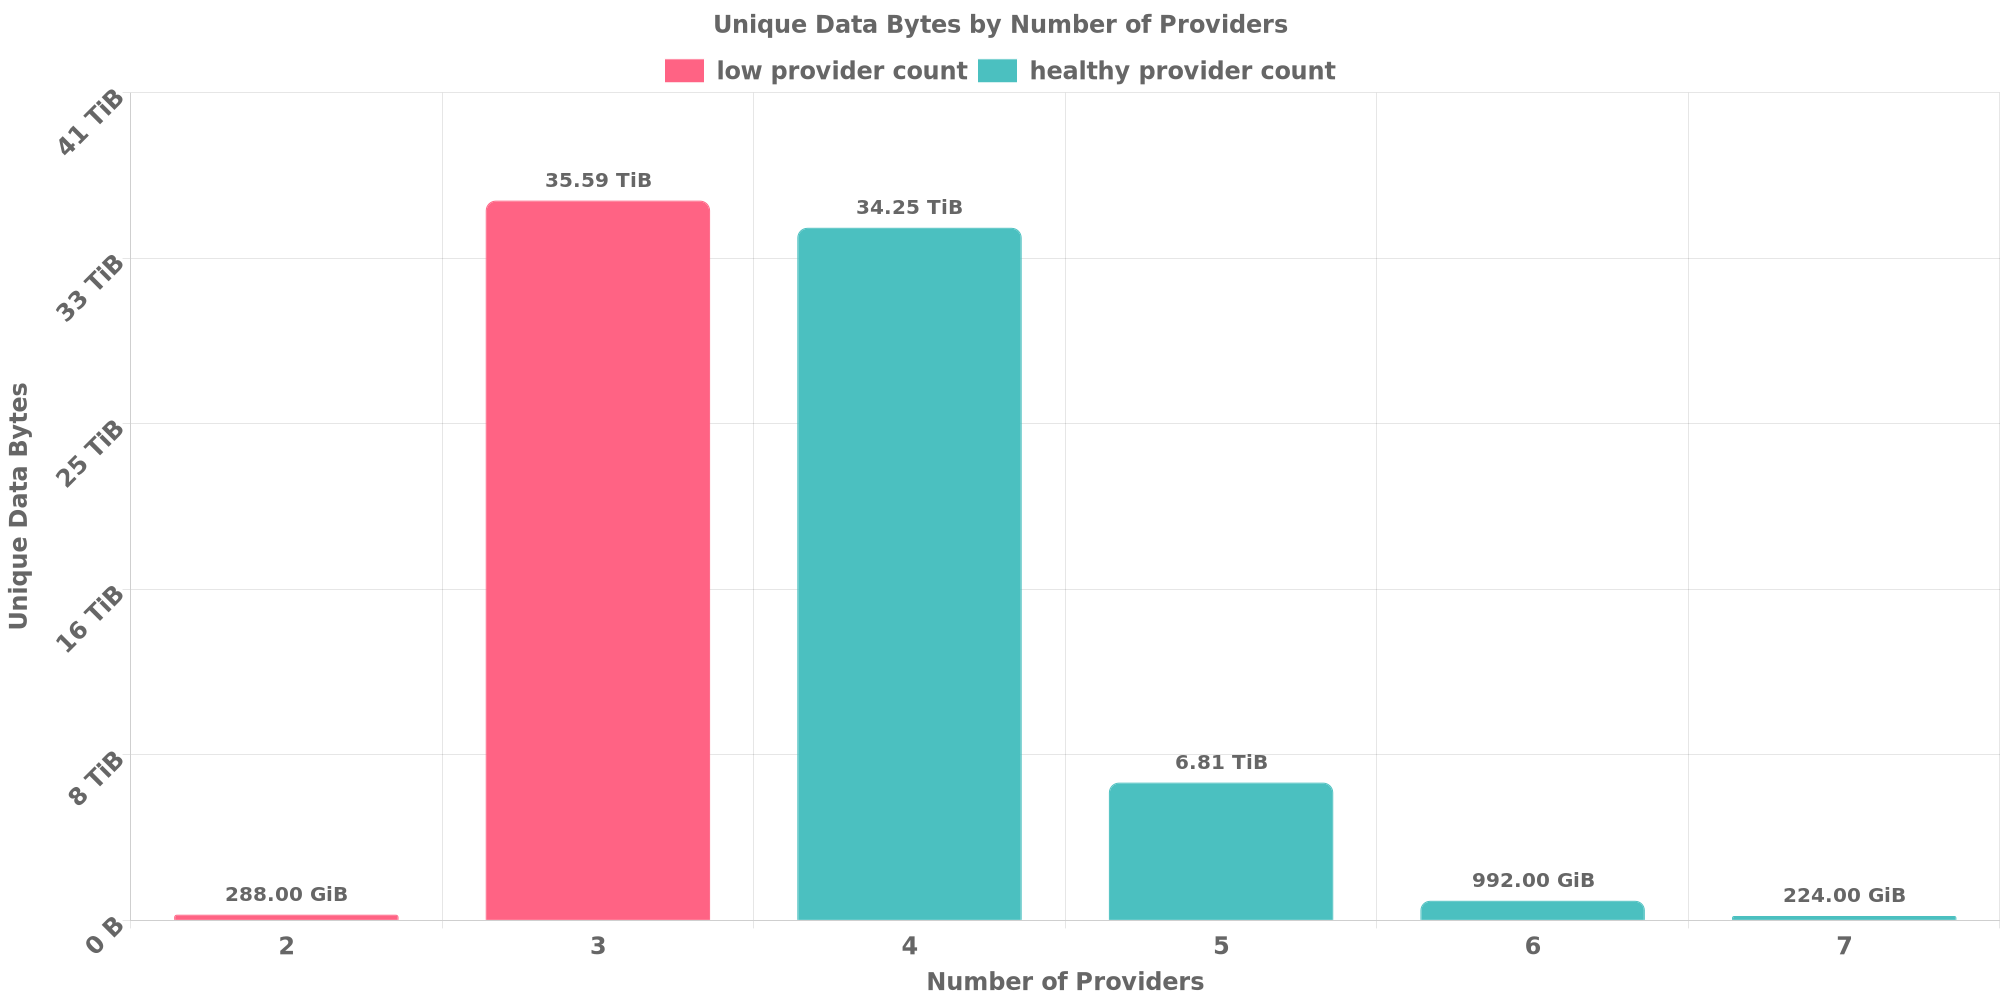 Unique Data Bytes by Number of Providers
low provider count healthy provider count
41 TiB
33 TiB
25 TiB
16 TiB
8 TiB
0 B
Unique Data Bytes
288.00 GiB
35.59 TiB
34.25 TiB
6.81 TiB
992.00 GiB
224.00 GiB
2 3 4 5 6 7
Number of Providers